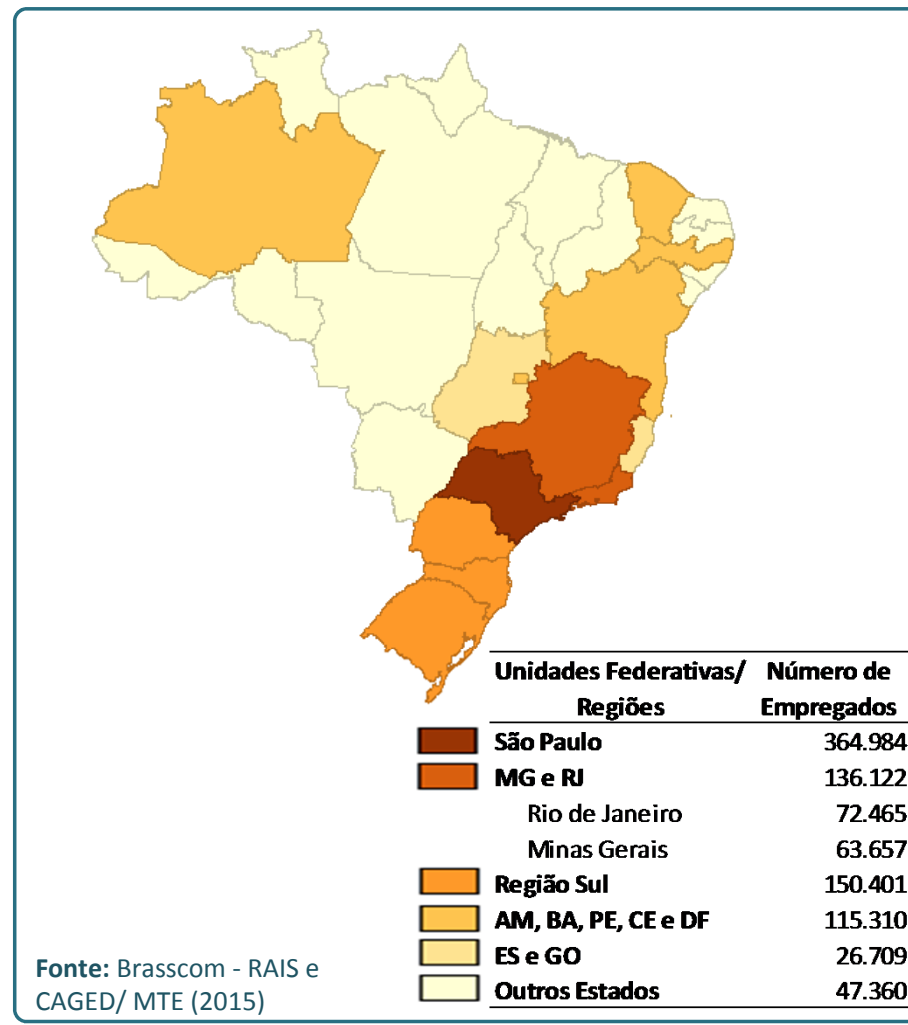 Unidades Federativas/ Regiões	Número de Empregados
São Paulo	364.984
MG e RJ	136.122
Rio de Janeiro	72.465
Minas Gerais	63.657
Região Sul	150.401
AM, BA, PE, CE e DF	115.310
ES e GO	26.709
Outros Estados	47.360
Fonte: Brasscom - RAIS e
CAGED/ MTE (2015)